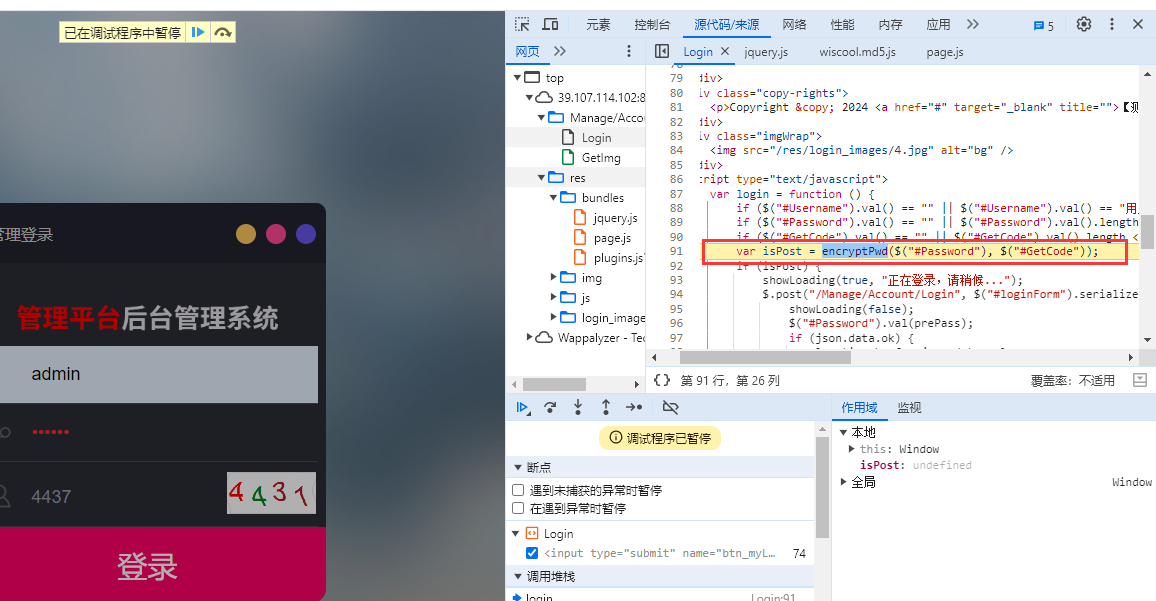 已在调试程序中暂停
管理登录
管理平台后台管理系统
admin
••••••
4437
4 4 3 7
登录
元素 控制台 源代码/来源 网络 性能 内存 应用 5
网页
Login jquery.js wiscool.md5.js page.js
top
39.107.114.102:8
Manage/Acco
Login
GetImg
res
bundles
jquery.js
page.js
plugins.js
img
js
login_image
Wappalyzer - Tec
78
79 div>
80 iv class="copy-rights">
81 <p>Copyright &copy; 2024 <a href="#" target="_blank" title="">【测
82 div>
83 iv class="imgWrap">
84 <img src="/res/login_images/4.jpg" alt="bg" />
85 div>
86 cript type="text/javascript">
87 var login = function () {
88 if ($("#Username").val() == "" || $("#Username").val() == "用
89 if ($("#Password").val() == "" || $("#Password").length
90 if ($("#GetCode").val() == "" || $("#GetCode").val().length <
91 var isPost = encryptPwd($("#Password"), $("#GetCode"));
92 if (isPost) {
93 showLoading(true, "正在登录，请稍候...");
94 $.post("/Manage/Account/Login", $("#loginForm").serialize
95 showLoading(false);
96 $("#Password").val(prePass);
97 if (json.data.ok) {
{} 第 91 行，第 26 列 覆盖率：不适用
调试程序已暂停
断点
遇到未捕获的异常时暂停
在遇到异常时暂停
Login
<input type="submit" name="btn_myL… 74
调用堆栈
login Login:91
作用域 监视
本地
this: Window
isPost: undefined
全局 Window